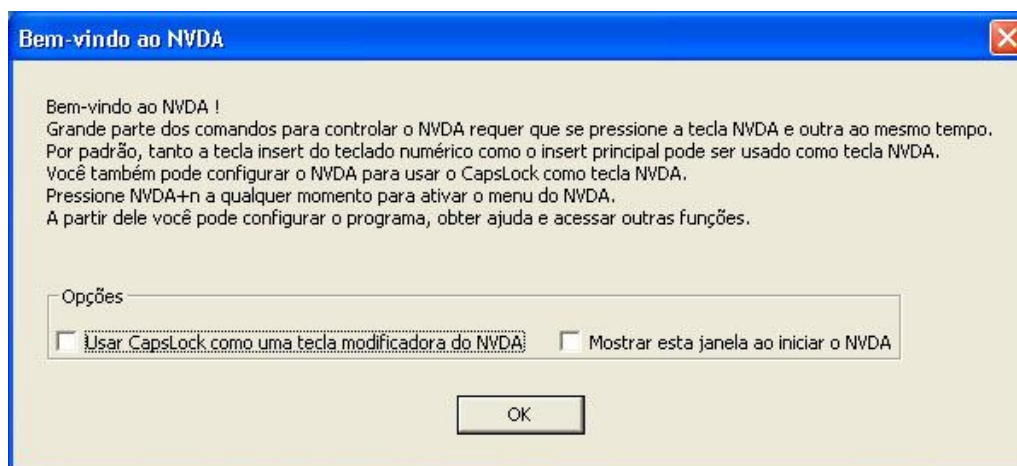 Bem-vindo ao NVDA
Bem-vindo ao NVDA !
Grande parte dos comandos para controlar o NVDA requer que se pressione a tecla NVDA e outra ao mesmo tempo.
Por padrão, tanto a tecla insert do teclado numérico como o insert principal pode ser usado como tecla NVDA.
Você também pode configurar o NVDA para usar o CapsLock como tecla NVDA.
Pressione NVDA+n a qualquer momento para ativar o menu do NVDA.
A partir dele você pode configurar o programa, obter ajuda e acessar outras funções.
Opções
Usar CapsLock como uma tecla modificadora do NVDA Mostrar esta janela ao iniciar o NVDA
OK